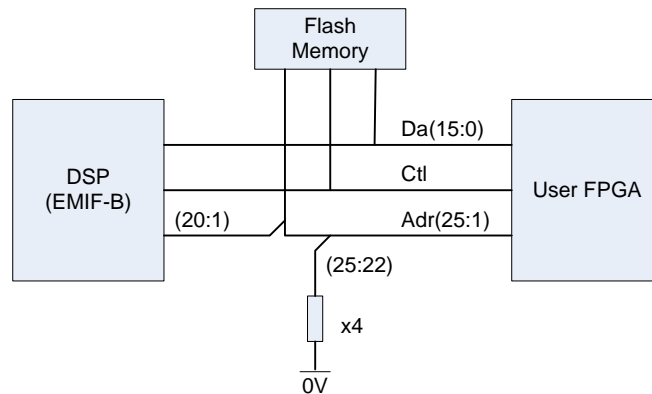 Flash
Memory
Da(15:0)
DSP
(EMIF-B)
Ctl
User FPGA
(20:1)
Adr(25:1)
(25:22)
x4
0V